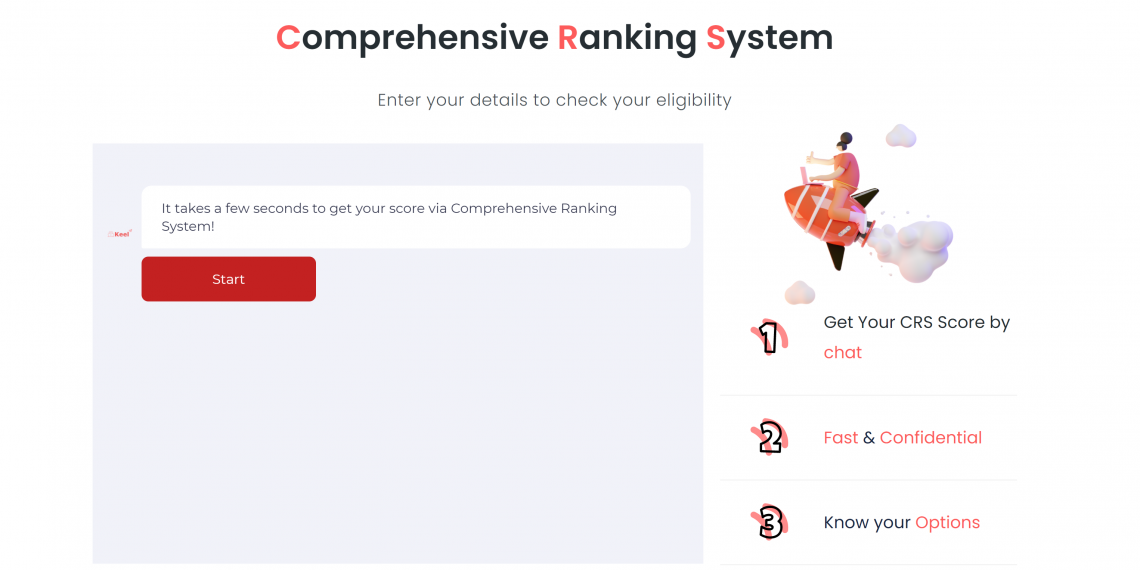 Comprehensive Ranking System
Enter your details to check your eligibility
It takes a few seconds to get your score via Comprehensive Ranking
System!
Keel
Start
1
Get Your CRS Score by
chat
2
Fast & Confidential
3
Know your Options